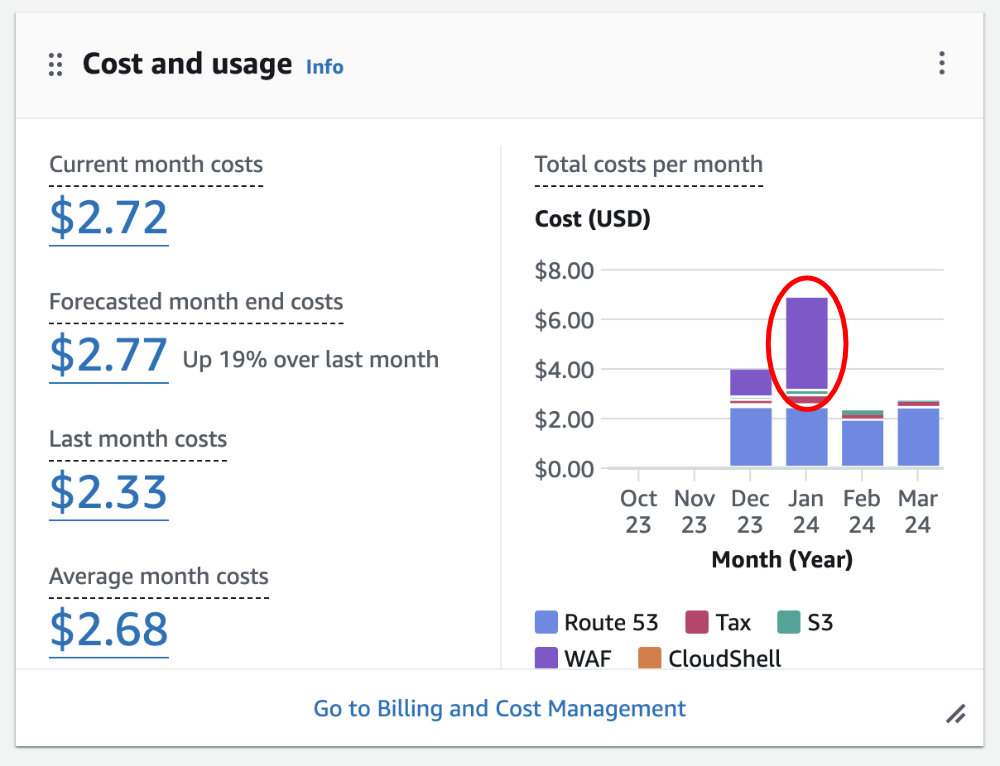 Cost and usage Info
Current month costs
$2.72
Forecasted month end costs
$2.77 Up 19% over last month
Last month costs
$2.33
Average month costs
$2.68
Total costs per month
Cost (USD)
$8.00
$6.00
$4.00
$2.00
$0.00
Oct Nov Dec Jan Feb Mar
23 23 23 24 24 24
Month (Year)
Route 53 Tax S3
WAF CloudShell
Go to Billing and Cost Management